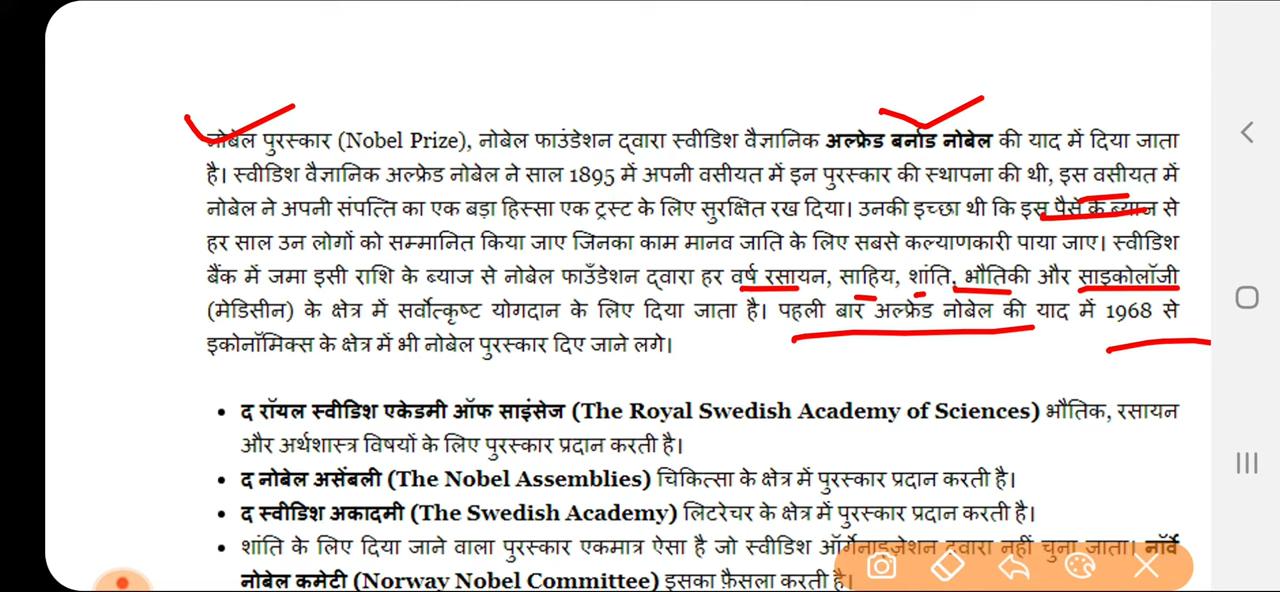 नोबेल पुरस्कार (Nobel Prize), नोबेल फाउंडेशन द्वारा स्वीडिश वैज्ञानिक अल्फ्रेड बर्नाड नोबेल की याद में दिया जाता
है। स्वीडिश वैज्ञानिक अल्फ्रेड नोबेल ने साल 1895 में अपनी वसीयत में इन पुरस्कार की स्थापना की थी, इस वसीयत में
नोबेल ने अपनी संपत्ति का एक बड़ा हिस्सा एक ट्रस्ट के लिए सुरक्षित रख दिया। उनकी इच्छा थी कि इस पैसे के ब्याज से
हर साल उन लोगों को सम्मानित किया जाए जिनका काम मानव जाति के लिए सबसे कल्याणकारी पाया जाए। स्वीडिश
बैंक में जमा इसी राशि के ब्याज से नोबेल फाउँडेशन द्वारा हर वर्ष रसायन, साहिय, शांति, भौतिकी और साइकोलॉजी
(मेडिसीन) के क्षेत्र में सर्वोत्कृष्ट योगदान के लिए दिया जाता है। पहली बार अल्फ्रेड नोबेल की याद में 1968 से
इकोनॉमिक्स के क्षेत्र में भी नोबेल पुरस्कार दिए जाने लगे।
• द रॉयल स्वीडिश एकेडमी ऑफ साइंसेज (The Royal Swedish Academy of Sciences) भौतिक, रसायन
और अर्थशास्त्र विषयों के लिए पुरस्कार प्रदान करती है।
• द नोबेल असेंबली (The Nobel Assemblies) चिकित्सा के क्षेत्र में पुरस्कार प्रदान करती है।
• द स्वीडिश अकादमी (The Swedish Academy) लिटरेचर के क्षेत्र में पुरस्कार प्रदान करती है।
• शांति के लिए दिया जाने वाला पुरस्कार एकमात्र ऐसा है जो स्वीडिश ऑर्गेनाइज़ेशन द्वारा नहीं चुना जाता। नॉर्वे
नोबेल कमेटी (Norway Nobel Committee) इसका फ़ैसला करती है।